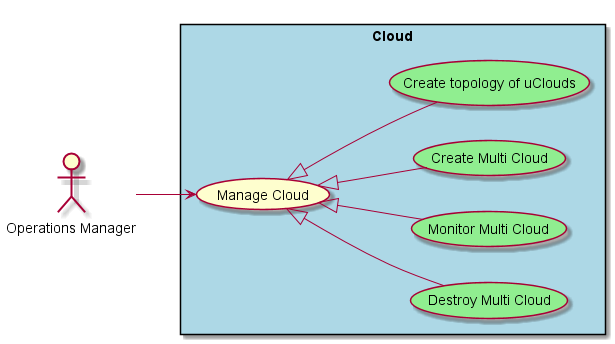 Cloud
Create topology of uClouds
Create Multi Cloud
Manage Cloud
Monitor Multi Cloud
Operations Manager
Destroy Multi Cloud